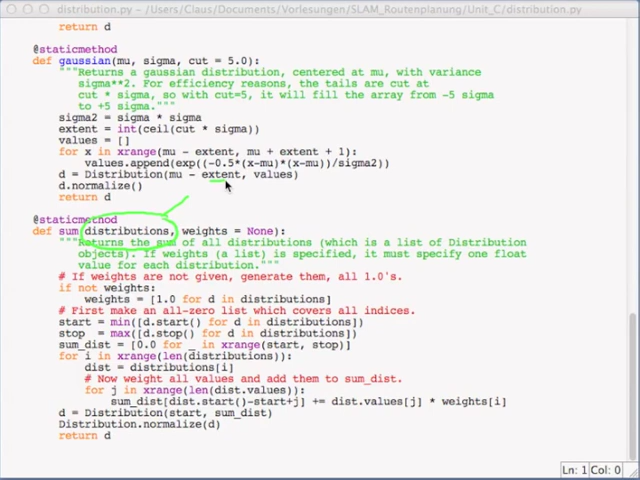 distribution.py - /Users/Claus/Documents/Vorlesungen/SLAM_Routenplanung/Unit_C/distribution.py
return d
@staticmethod
def gaussian(mu, sigma, cut = 5.0):
"""Returns a gaussian distribution, centered at mu, with variance
sigma**2. For efficiency reasons, the tails are cut at
cut * sigma, so with cut=5, it will fill the array from -5 sigma
to +5 sigma."""
sigma2 = sigma * sigma
extent = int(ceil(cut * sigma))
values = []
for x in xrange(mu - extent, mu + extent + 1):
values.append(exp((-0.5*(x-mu)*(x-mu))/sigma2))
d = Distribution(mu - extent, values)
d.normalize()
return d
@staticmethod
def sum(distributions, weights = None):
"""Returns the sum of all distributions (which is a list of Distribution
objects). If weights (a list) is specified, it must specify one float
value for each distribution."""
# If weights are not given, generate them, all 1.0's.
if not weights:
weights = [1.0 for d in distributions]
# First make an all-zero list which covers all indices.
start = min([d.start() for d in distributions])
stop = max([d.stop() for d in distributions])
sum_dist = [0.0 for _ in xrange(start, stop)]
for i in xrange(len(distributions)):
dist = distributions[i]
# Now weight all values and add them to sum_dist.
for j in xrange(len(dist.values)):
sum_dist[dist.start()-start+j] += dist.values[j] * weights[i]
d = Distribution(start, sum_dist)
Distribution.normalize(d)
return d
Ln: 1 Col: 0